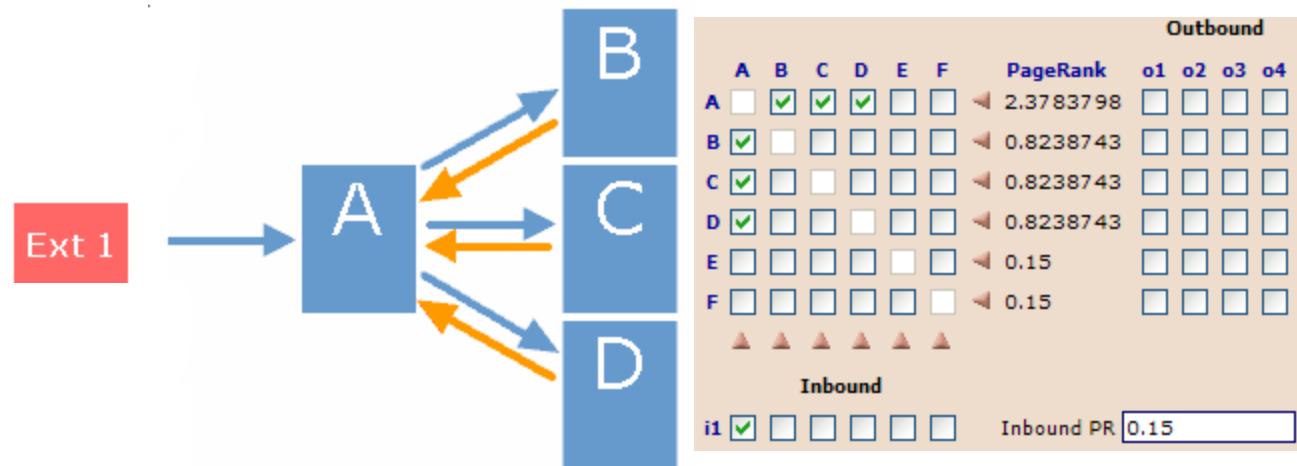 B
A
C
Ext 1
D
Outbound
A B C D E F PageRank o1 o2 o3 o4
A 2.3783798
B 0.8238743
C 0.8238743
D 0.8238743
E 0.15
F 0.15
Inbound
i1 Inbound PR 0.15